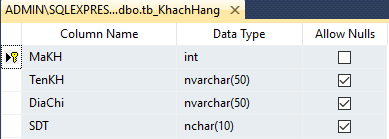 ADMIN\SQLEXPRES...dbo.tb_KhachHang
Column Name Data Type Allow Nulls
MaKH int
TenKH nvarchar(50)
DiaChi nvarchar(50)
SDT nchar(10)